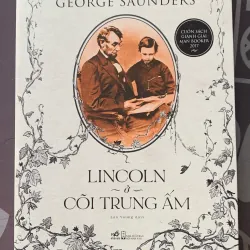 GEORGE SAUNDERS
CUỐN SÁCH
GIÀNH GIẢI
MAN BOOKER
2017
LINCOLN
ở
CÕI TRUNG ẤM